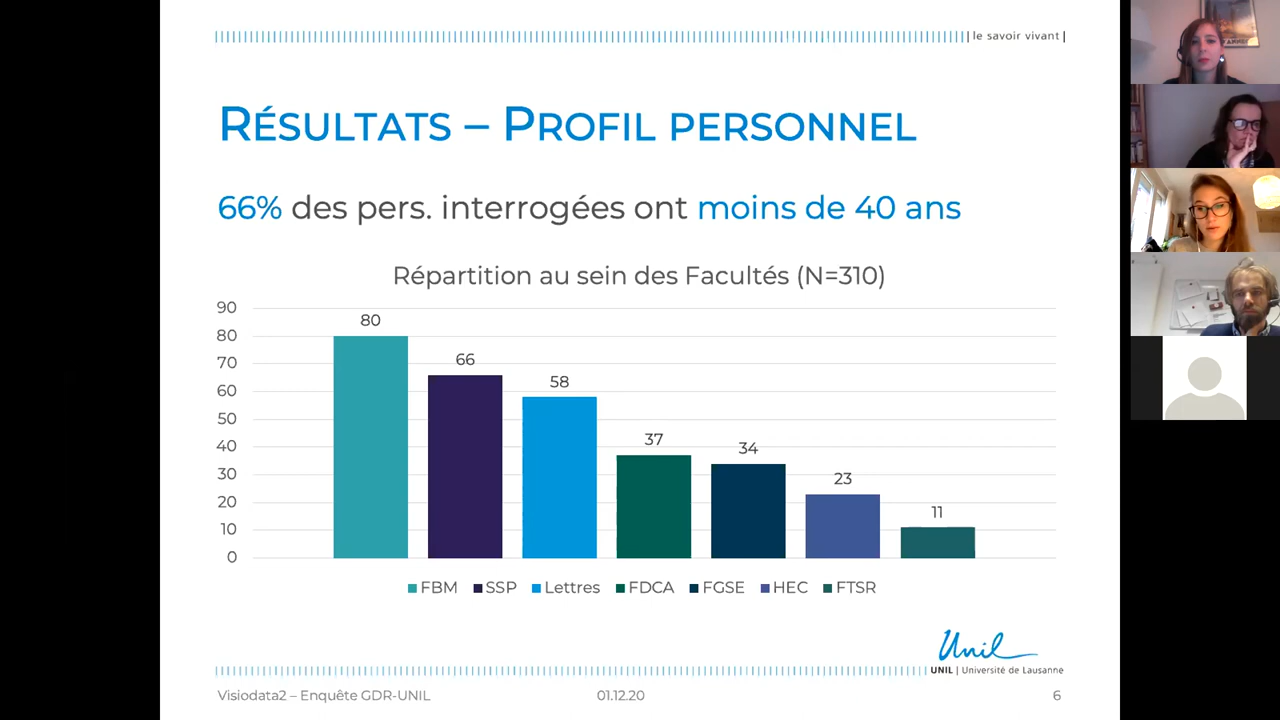 le savoir vivant
RÉSULTATS – PROFIL PERSONNEL
66% des pers. interrogées ont moins de 40 ans
Répartition au sein des Facultés (N=310)
90
80
70
60
50
40
30
20
10
0
80
66
58
37
34
23
11
FBM SSP Lettres FDCA FGSE HEC FTSR
Unil
UNIL | Université de Lausanne
Visiodata2 – Enquête GDR-UNIL 01.12.20 6